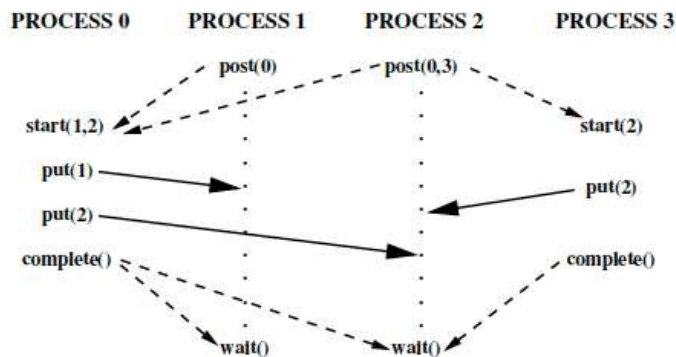 PROCESS 0 PROCESS 1 PROCESS 2 PROCESS 3
post(0) post(0,3)
start(1,2) start(2)
put(1)
put(2)
put(2)
complete() complete()
wait() wait()